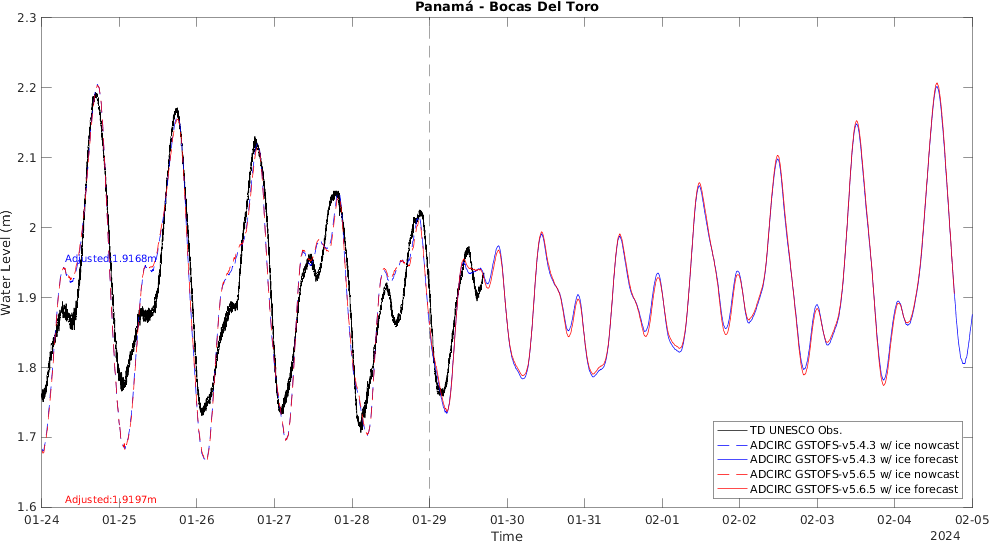 Panamá - Bocas Del Toro
2.3
2.2
2.1
2
1.9
1.8
1.7
1.6
Water Level (m)
Adjusted:1.9168m
Adjusted:1.9197m
TD UNESCO Obs.
ADCIRC GSTOFS-v5.4.3 w/ ice nowcast
ADCIRC GSTOFS-v5.4.3 w/ ice forecast
ADCIRC GSTOFS-v5.6.5 w/ ice nowcast
ADCIRC GSTOFS-v5.6.5 w/ ice forecast
01-24 01-25 01-26 01-27 01-28 01-29 01-30 01-31 02-01 02-02 02-03 02-04 02-05
Time
2024